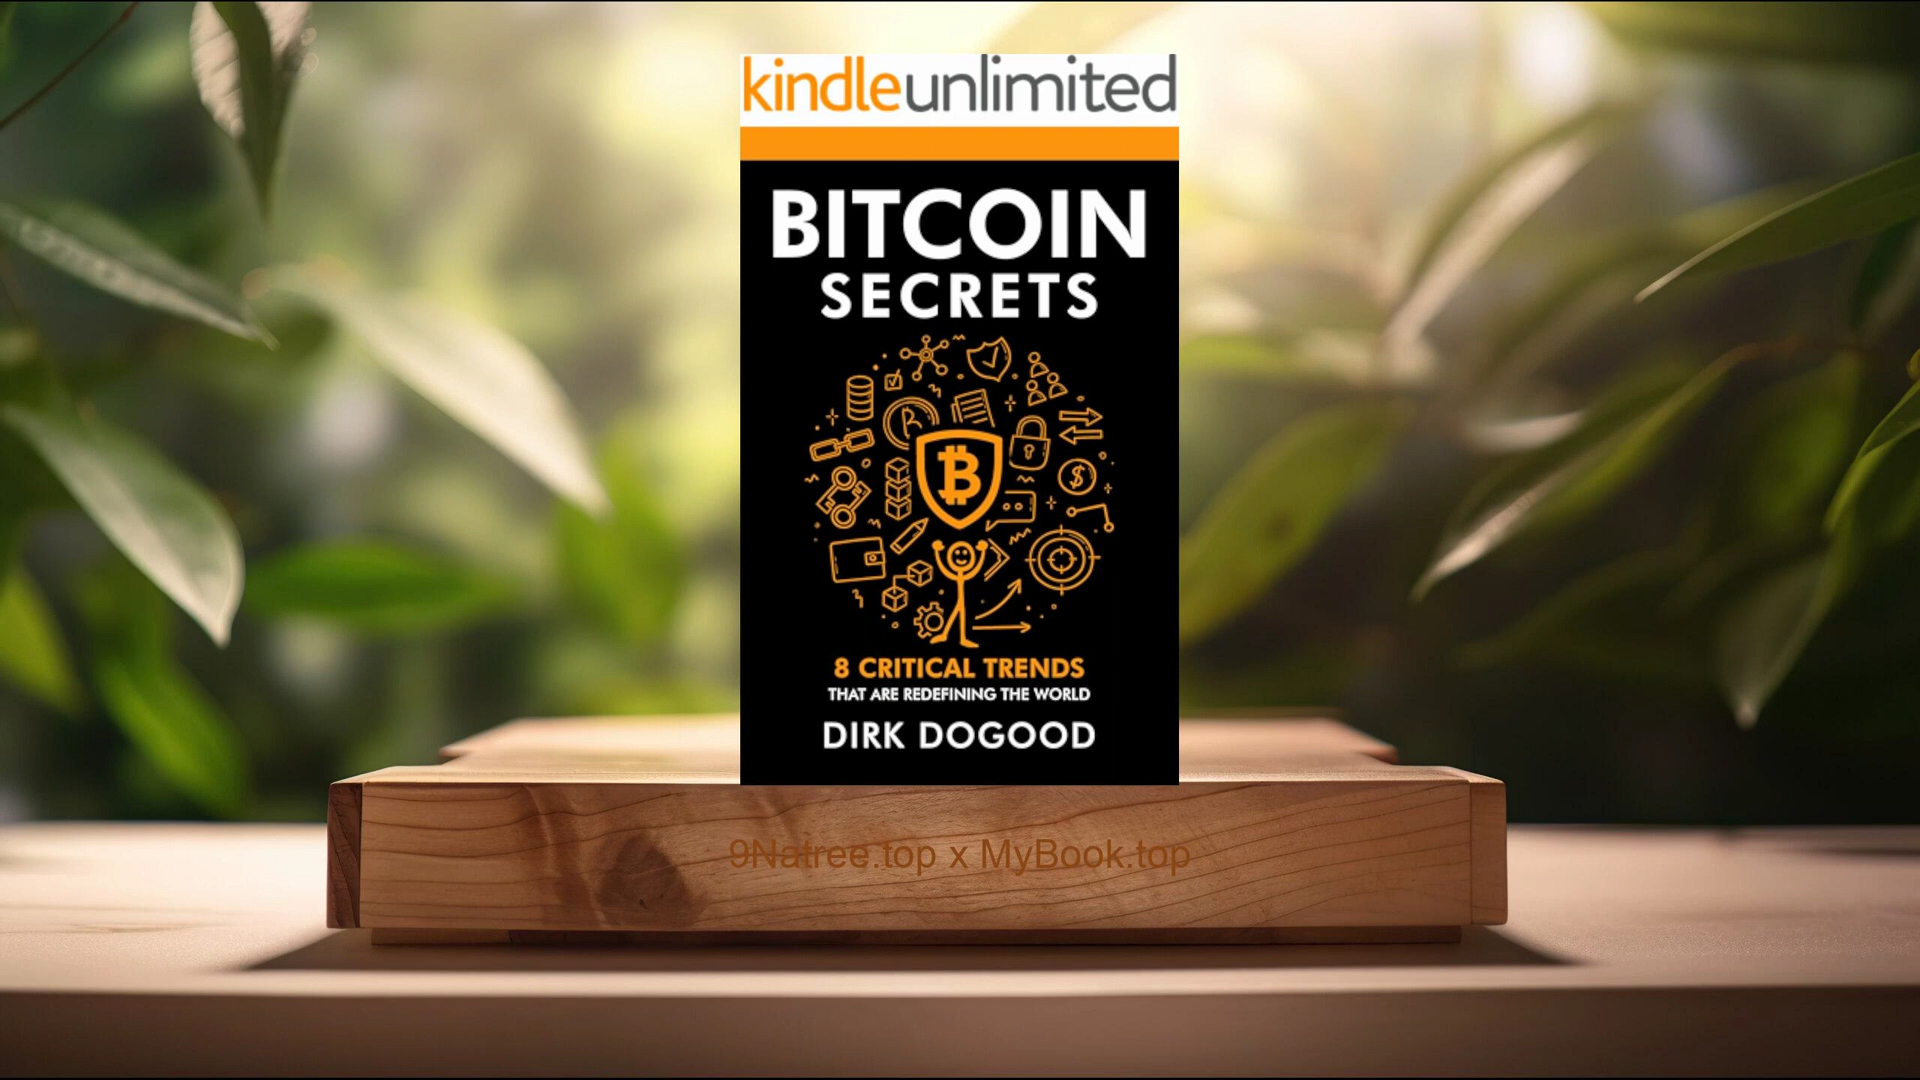 kindleunlimited
BITCOIN
SECRETS
8 CRITICAL TRENDS
THAT ARE REDEFINING THE WORLD
DIRK DOGOOD
9Natree.top x MyBook.top